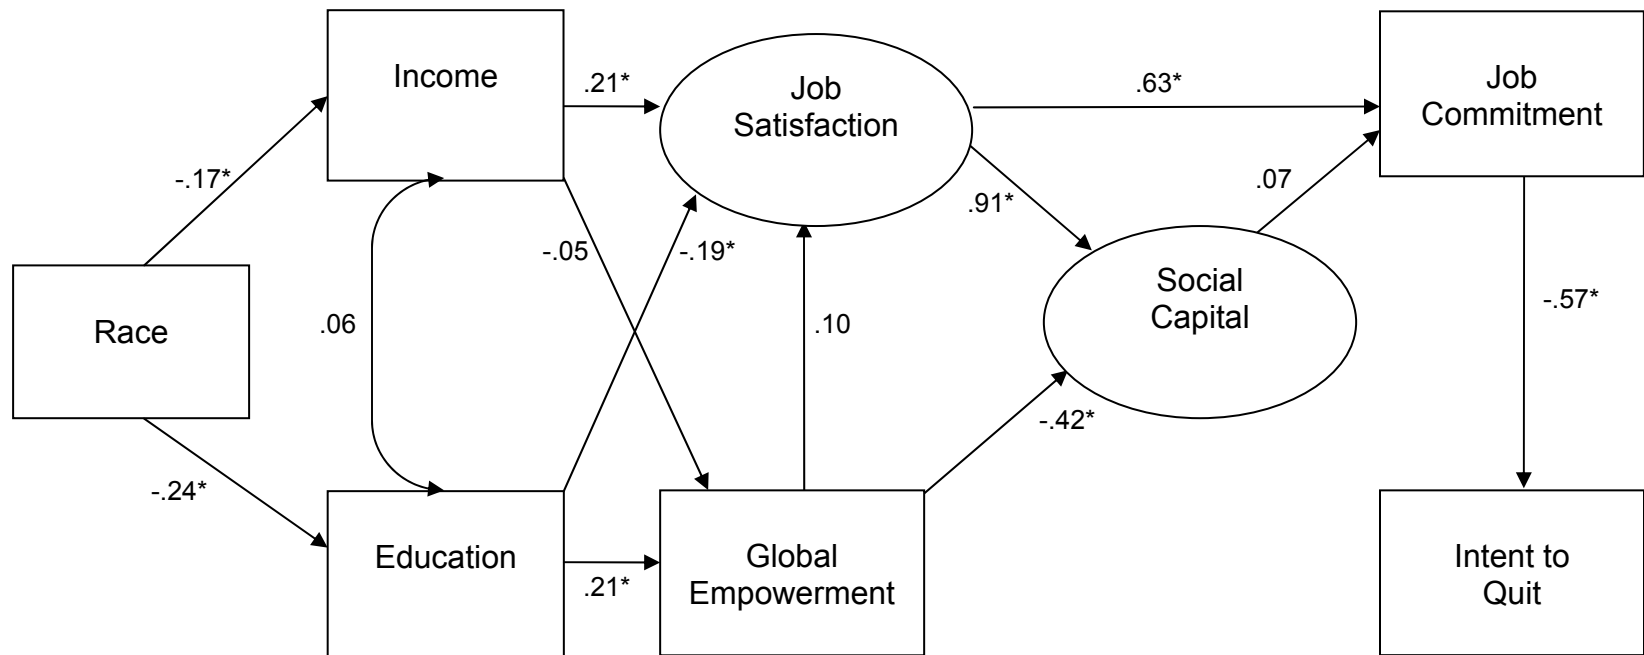 Income
.21*
Job
Satisfaction
.63*
Job
Commitment
-.17*
.91*
.07
-.05
-.19*
Social
Capital
-.57*
Race
.06
.10
-.42*
-.24*
Education
.21*
Global
Empowerment
Intent to
Quit